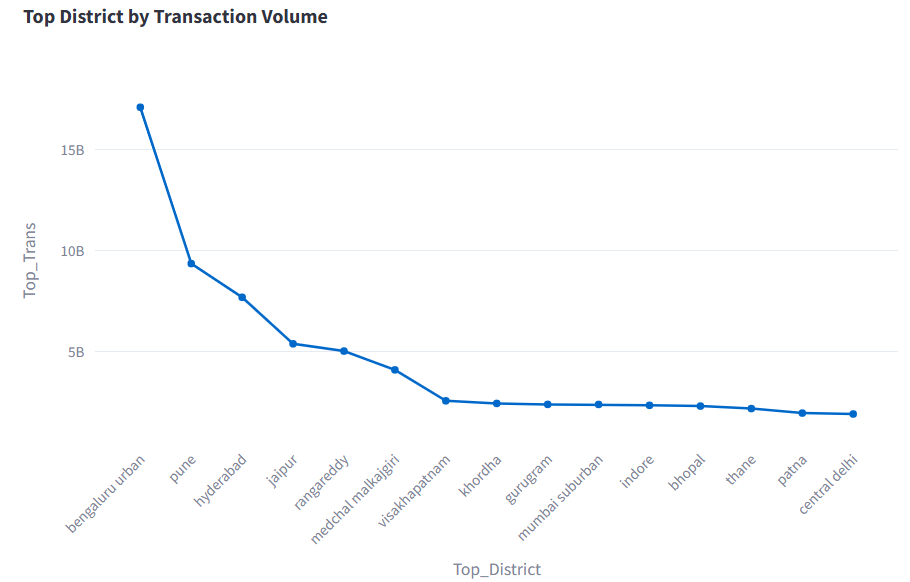 Top District by Transaction Volume
15B
10B
5B
Top_Trans
bengaluru urban
pune
hyderabad
jaipur
rangareddy
medchal malkajgiri
visakhapatnam
khordha
gurugram
mumbai suburban
indore
bhopal
thane
patna
central delhi
Top_District